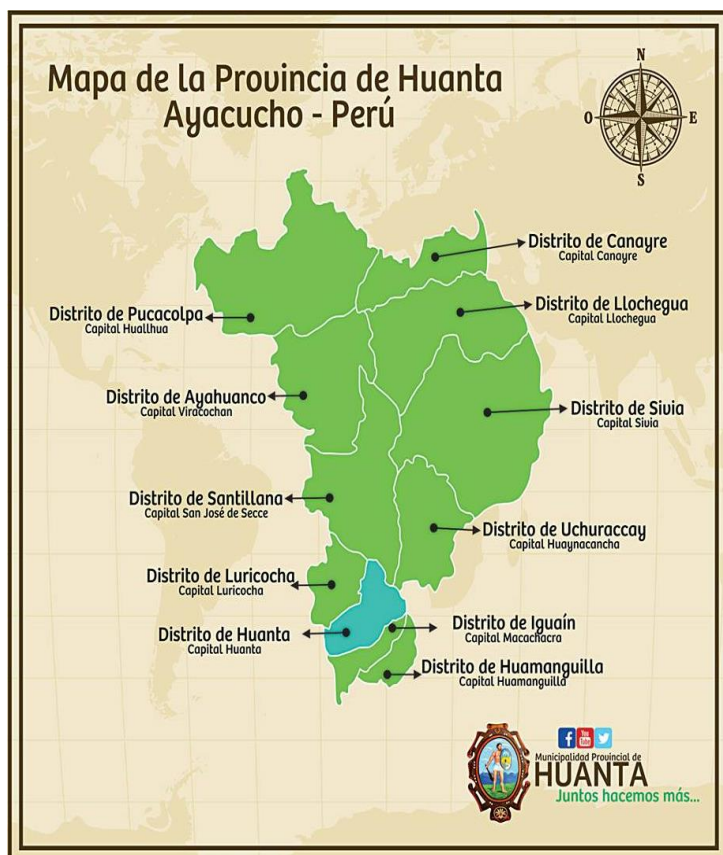 Mapa de la Provincia de Huanta
Ayacucho - Perú
N
O
E
S
Distrito de Canayre
Capital Canayre
Distrito de Pucacolpa
Capital Huallhua
Distrito de Llochegua
Capital Llochegua
Distrito de Ayahuanco
Capital Viracochan
Distrito de Sivia
Capital Sivia
Distrito de Santillana
Capital San José de Secce
Distrito de Uchuraccay
Capital Huaynacancha
Distrito de Luricocha
Capital Luricocha
Distrito de Huanta
Capital Huanta
Distrito de Iguaín
Capital Macachacra
Distrito de Huamanguilla
Capital Huamanguilla
f
You
Tube
Municipalidad Provincial de
HUANTA
Juntos hacemos más...